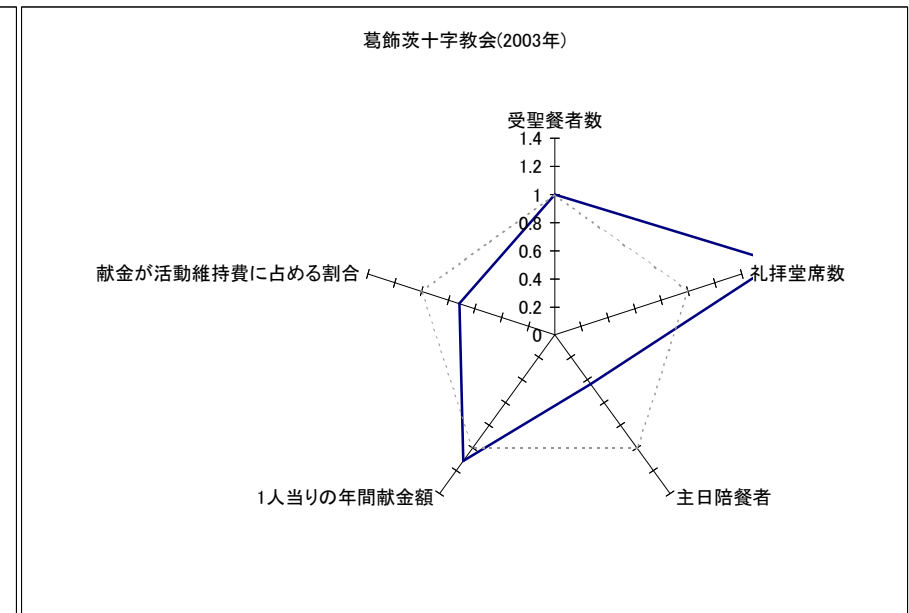 葛飾茨十字教会(2003年)
受聖餐者数
1.4
1.2
1
0.8
0.6
0.4
0.2
0
礼拝堂席数
献金が活動維持費に占める割合
1人当りの年間献金額
主日陪餐者